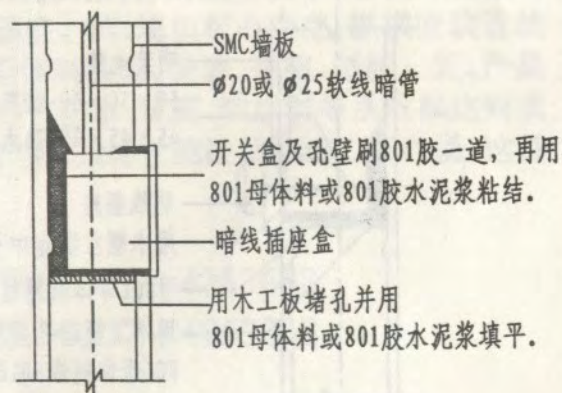 SMC墙板
ø20或ø25软线暗管
开关盒及孔壁刷801胶一道，再用
801母体料或801胶水泥浆粘结.
暗线插座盒
用木工板堵孔并用
801母体料或801胶水泥浆填平.